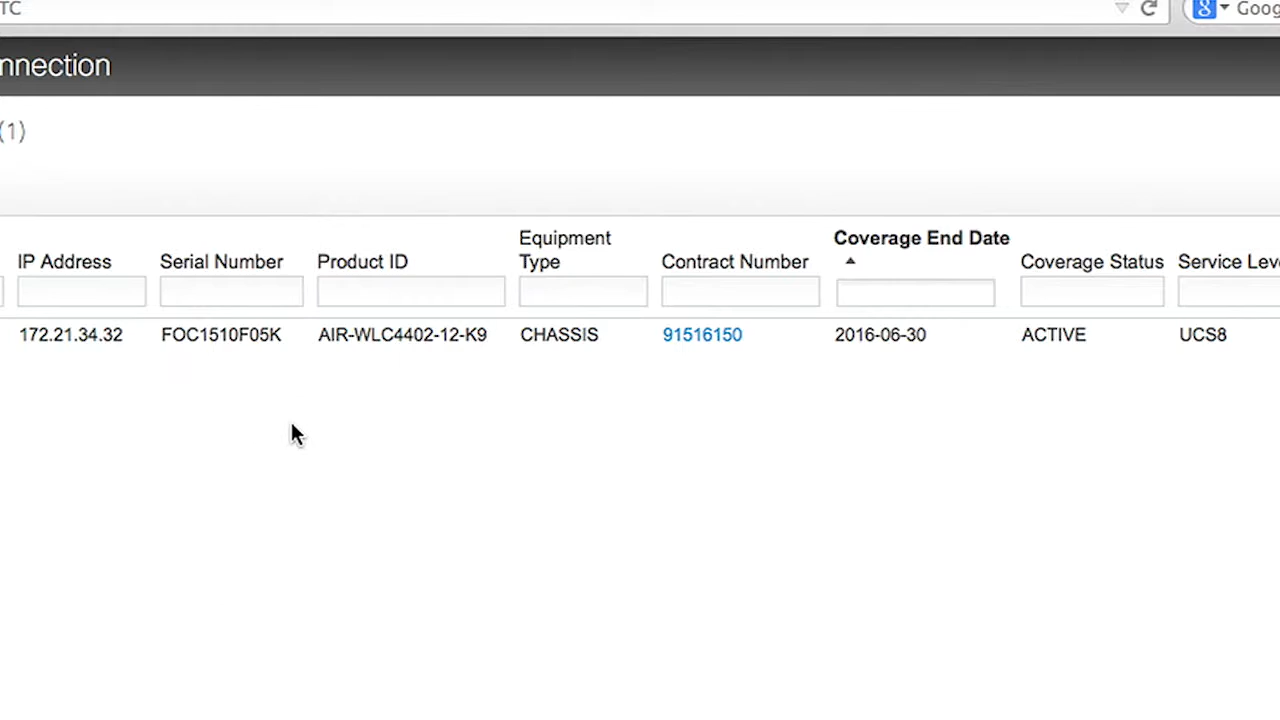 TC
Goog
nnection
(1)
IP Address Serial Number Product ID Equipment Type Contract Number Coverage End Date Coverage Status Service Leve
172.21.34.32 FOC1510F05K AIR-WLC4402-12-K9 CHASSIS 91516150 2016-06-30 ACTIVE UCS8